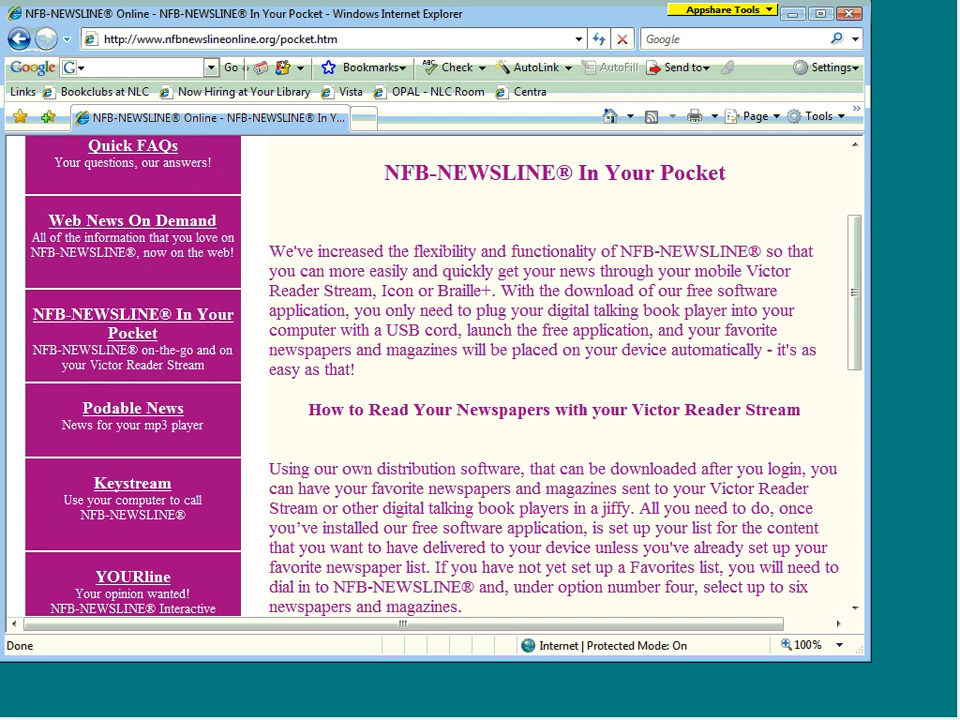 NFB-NEWSLINE® Online - NFB-NEWSLINE® In Your Pocket - Windows Internet Explorer
Appshare Tools
http://www.nfbnewslineonline.org/pocket.htm
Google
Google
G
Go
Bookmarks
Check
AutoLink
AutoFill
Send to
Settings
Links
Bookclubs at NLC
Now Hiring at Your Library
Vista
OPAL - NLC Room
Centra
NFB-NEWSLINE® Online - NFB-NEWSLINE® In Y...
Page
Tools
Quick FAQs
Your questions, our answers!
Web News On Demand
All of the information that you love on
NFB-NEWSLINE®, now on the web!
NFB-NEWSLINE® In Your
Pocket
NFB-NEWSLINE® on-the-go and on
your Victor Reader Stream
Podable News
News for your mp3 player
Keystream
Use your computer to call
NFB-NEWSLINE®
YOURline
Your opinion wanted!
NFB-NEWSLINE® Interactive
NFB-NEWSLINE® In Your Pocket
We've increased the flexibility and functionality of NFB-NEWSLINE® so that
you can more easily and quickly get your news through your mobile Victor
Reader Stream, Icon or Braille+. With the download of our free software
application, you only need to plug your digital talking book player into your
computer with a USB cord, launch the free application, and your favorite
newspapers and magazines will be placed on your device automatically - it's as
easy as that!
How to Read Your Newspapers with your Victor Reader Stream
Using our own distribution software, that can be downloaded after you login, you
can have your favorite newspapers and magazines sent to your Victor Reader
Stream or other digital talking book players in a jiffy. All you need to do, once
you've installed our free software application, is set up your list for the content
that you want to have delivered to your device unless you've already set up your
favorite newspaper list. If you have not yet set up a Favorites list, you will need to
dial in to NFB-NEWSLINE® and, under option number four, select up to six
newspapers and magazines.
Done
Internet | Protected Mode: On
100%